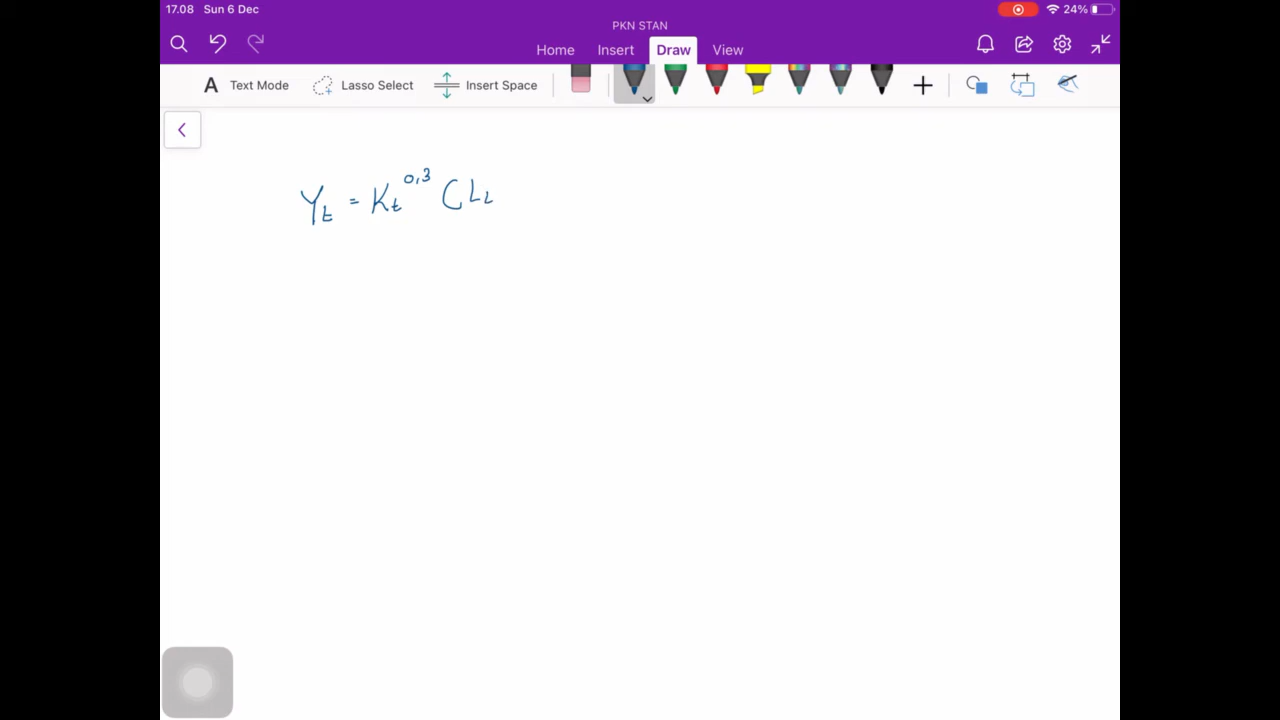 17.08 Sun 6 Dec 24%
PKN STAN
Home Insert Draw View
A Text Mode Lasso Select Insert Space
Yₜ = Kₜ^0,3 (Lₜ